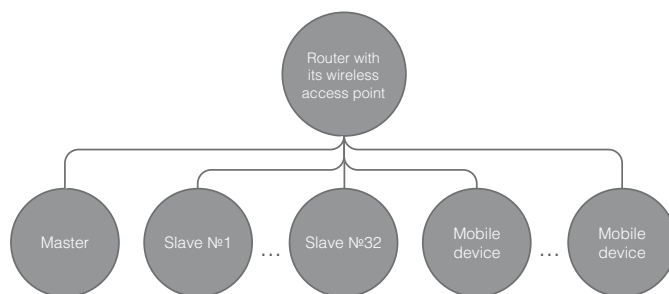 Router with
its wireless
access point
Master
Slave №1
...
Slave №32
Mobile
device
...
Mobile
device